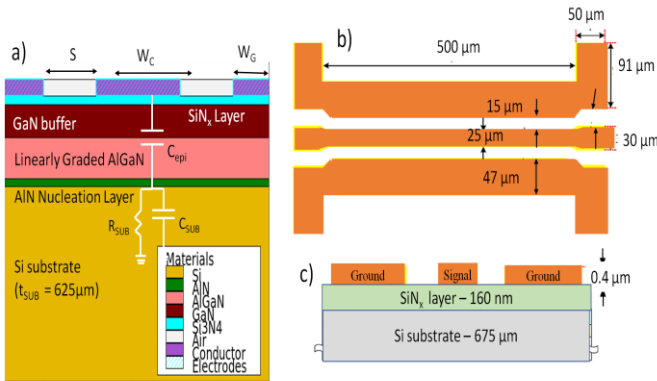 a)
S
W_C
W_G
SiN_x Layer
GaN buffer
C_epi
Linearly Graded AlGaN
AlN Nucleation Layer
R_SUB
C_SUB
Si substrate
(t_SUB = 625μm)
Materials
Si
AlN
AlGaN
GaN
Si3N4
Air
Conductor
Electrodes
b)
50 μm
500 μm
91 μm
15 μm
25 μm
30 μm
47 μm
c)
Ground
Signal
Ground
0.4 μm
SiN_x layer – 160 nm
Si substrate – 675 μm